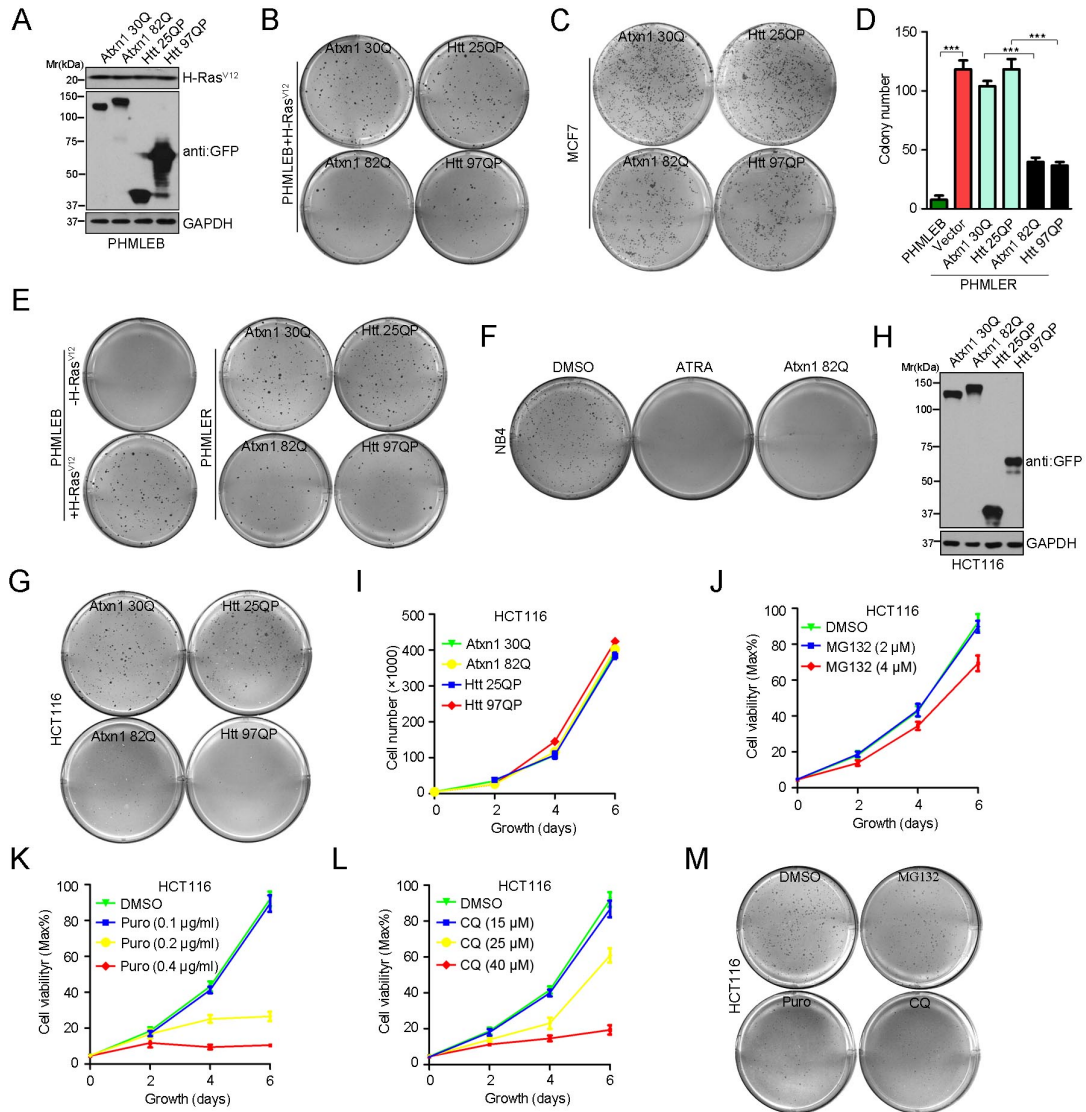 A
Atxn1 30Q
Atxn1 82Q
Htt 25QP
Htt 97QP
Mr(kDa)
20
H-RasV12
150
100
75
50
37
anti:GFP
37
GAPDH
PHMLEB
B
PHMLEB+H-RasV12
Atxn1 30Q
Htt 25QP
Atxn1 82Q
Htt 97QP
C
MCF7
Atxn1 30Q
Htt 25QP
Atxn1 82Q
Htt 97QP
D
Colony number
150
100
50
0
***
***
***
PHMLEB
Vector
Atxn1 30Q
Htt 25QP
Atxn1 82Q
Htt 97QP
PHMLER
E
PHMLEB
-H-RasV12
+H-RasV12
PHMLER
Atxn1 30Q
Htt 25QP
Atxn1 82Q
Htt 97QP
F
NB4
DMSO
ATRA
Atxn1 82Q
H
Atxn1 30Q
Atxn1 82Q
Htt 25QP
Htt 97QP
Mr(kDa)
150
100
75
50
37
anti:GFP
37
GAPDH
HCT116
G
HCT116
Atxn1 30Q
Htt 25QP
Atxn1 82Q
Htt 97QP
I
HCT116
Atxn1 30Q
Atxn1 82Q
Htt 25QP
Htt 97QP
Cell number (×1000)
500
400
300
200
100
0
0 2 4 6
Growth (days)
J
HCT116
DMSO
MG132 (2 µM)
MG132 (4 µM)
Cell viabilityr (Max%)
100
80
60
40
20
0
0 2 4 6
Growth (days)
K
HCT116
DMSO
Puro (0.1 µg/ml)
Puro (0.2 µg/ml)
Puro (0.4 µg/ml)
Cell viabilityr (Max%)
100
80
60
40
20
0
0 2 4 6
Growth (days)
L
HCT116
DMSO
CQ (15 µM)
CQ (25 µM)
CQ (40 µM)
Cell viabilityr (Max%)
100
80
60
40
20
0
0 2 4 6
Growth (days)
M
HCT116
DMSO
MG132
Puro
CQ